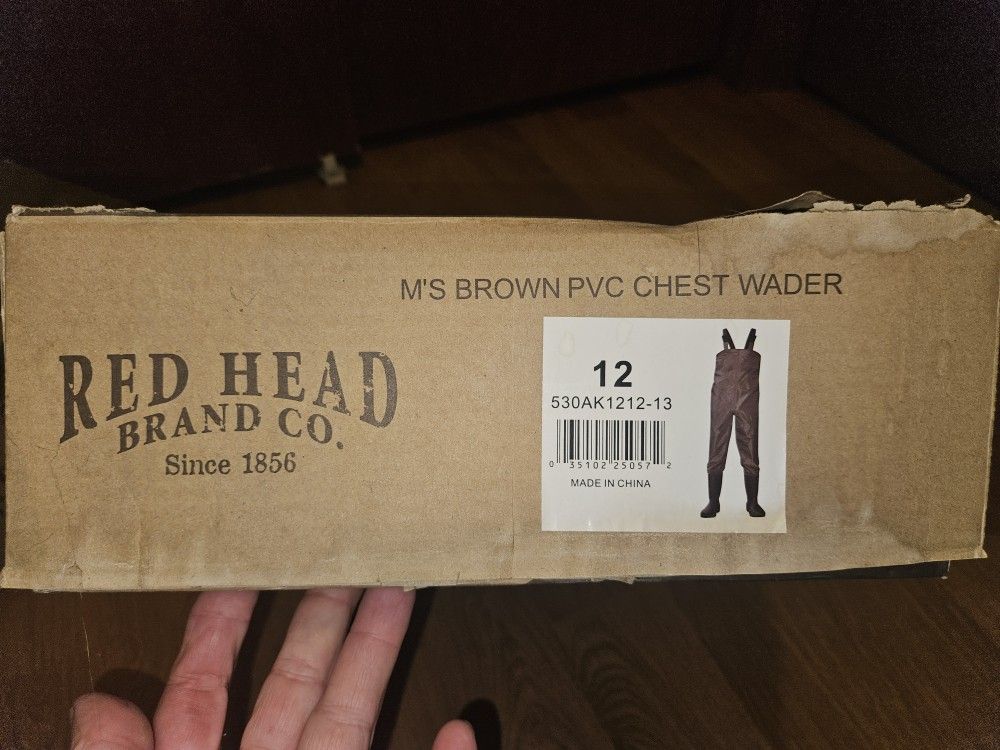 M'S BROWN PVC CHEST WADER
RED HEAD
BRAND CO.
Since 1856
12
530AK1212-13
0 35102 25057 2
MADE IN CHINA